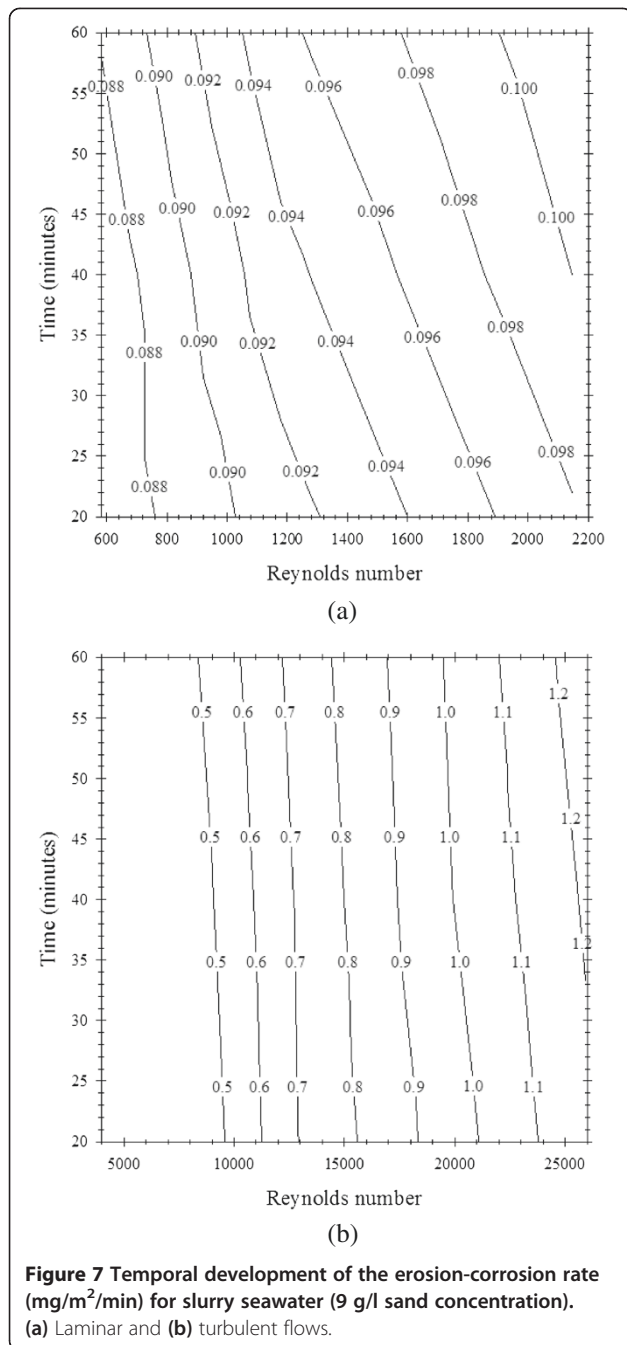 60
55
50
45
40
35
30
25
20
Time (minutes)
0.088
0.090
0.092
0.094
0.096
0.098
0.100
0.088
0.090
0.092
0.094
0.096
0.098
0.100
0.088
0.090
0.092
0.094
0.096
0.098
0.088
0.090
0.092
0.094
0.096
0.098
600 800 1000 1200 1400 1600 1800 2000 2200
Reynolds number
(a)
60
55
50
45
40
35
30
25
20
Time (minutes)
0.5 0.6 0.7 0.8 0.9 1.0 1.1 1.2
0.5 0.6 0.7 0.8 0.9 1.0 1.1 1.2
0.5 0.6 0.7 0.8 0.9 1.0 1.1 1.2
0.5 0.6 0.7 0.8 0.9 1.0 1.1
5000 10000 15000 20000 25000
Reynolds number
(b)
Figure 7 Temporal development of the erosion-corrosion rate
(mg/m²/min) for slurry seawater (9 g/l sand concentration).
(a) Laminar and (b) turbulent flows.